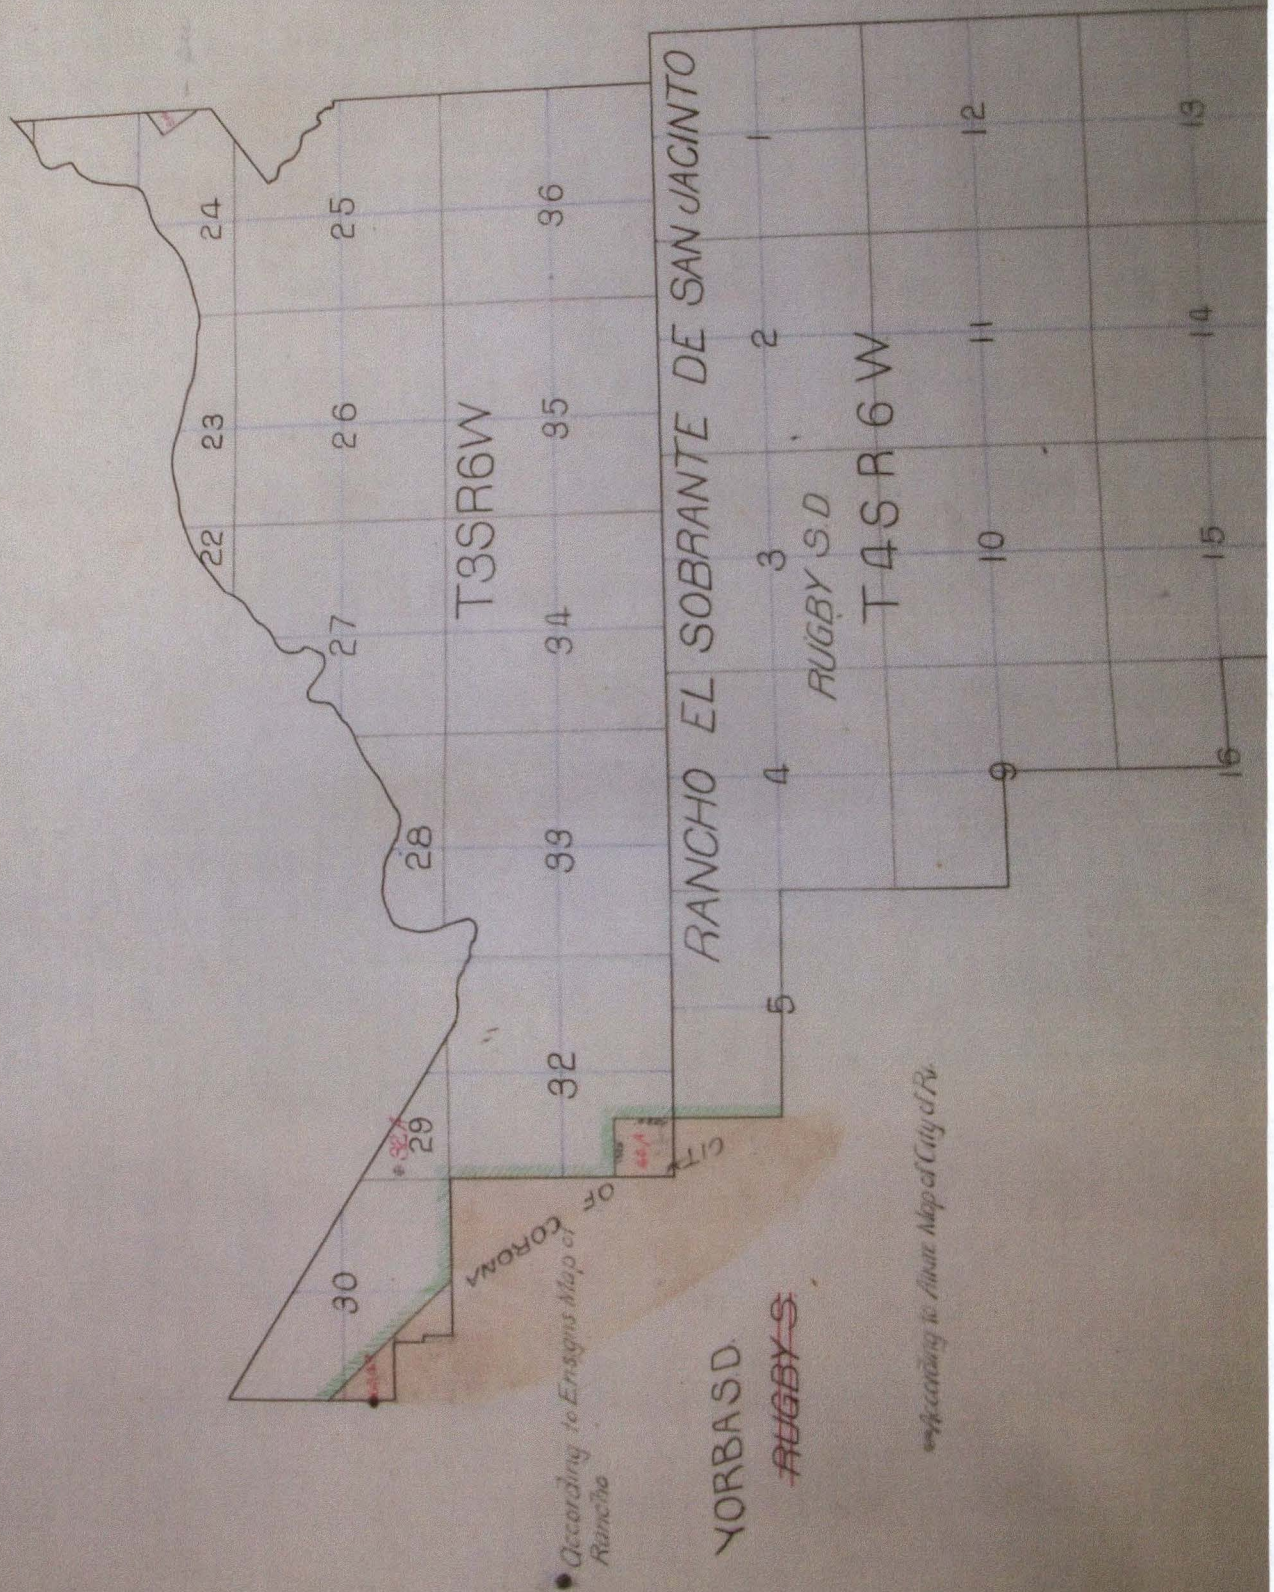 24
23
22
25
26
27
28
29
30
32A
T3SR6W
36
35
34
33
32
RANCHO EL SOBRANTE DE SAN JACINTO
1
2
3
4
5
RUGBY S.D
T4SR6W
12
11
10
9
13
14
15
16
CITY
OF
CORONA
According to Ensigns Map of
Rancho
YORBA S.D.
RUGBY S.
According to Map of City of